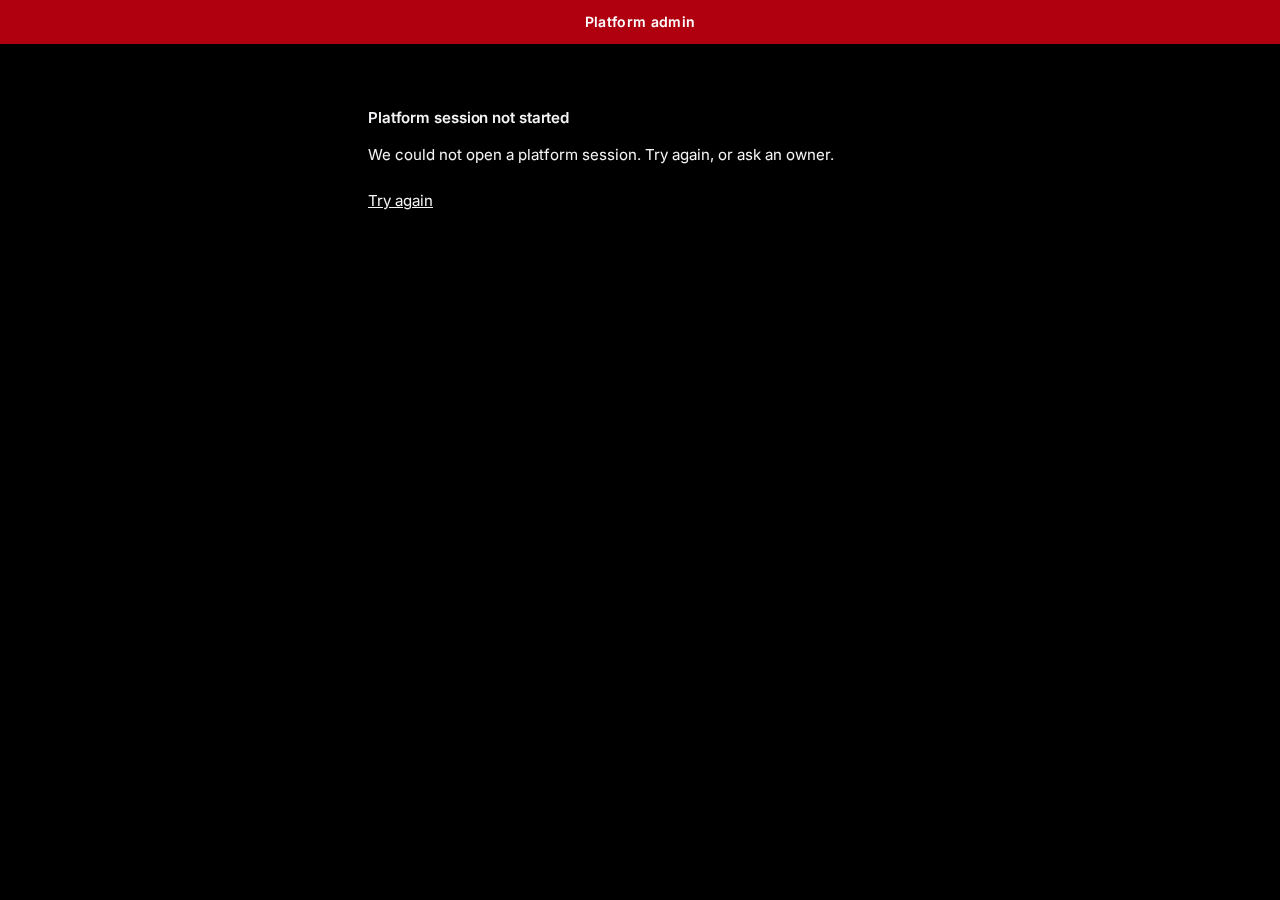 Platform admin
Platform session not started
We could not open a platform session. Try again, or ask an owner.
Try again